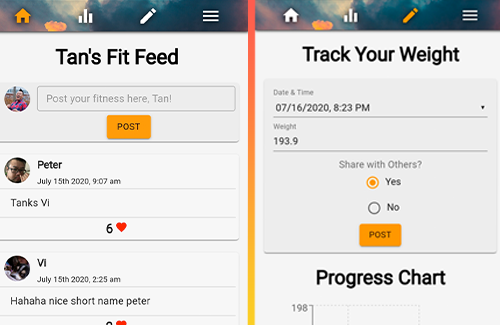 Tan's Fit Feed
Post your fitness here, Tan!
POST
Peter
July 15th 2020, 9:07 am
Tanks Vi
6
Vi
July 15th 2020, 2:25 am
Hahaha nice short name peter
Track Your Weight
Date & Time
07/16/2020, 8:23 PM
Weight
193.9
Share with Others?
Yes
No
POST
Progress Chart
198